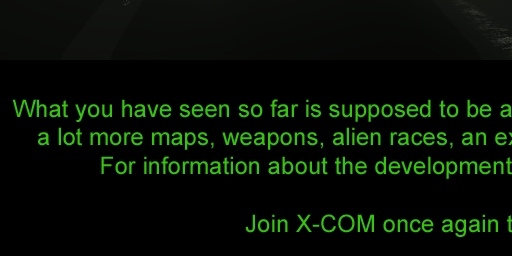 What you have seen so far is supposed to be a
a lot more maps, weapons, alien races, an ex
For information about the development
Join X-COM once again t